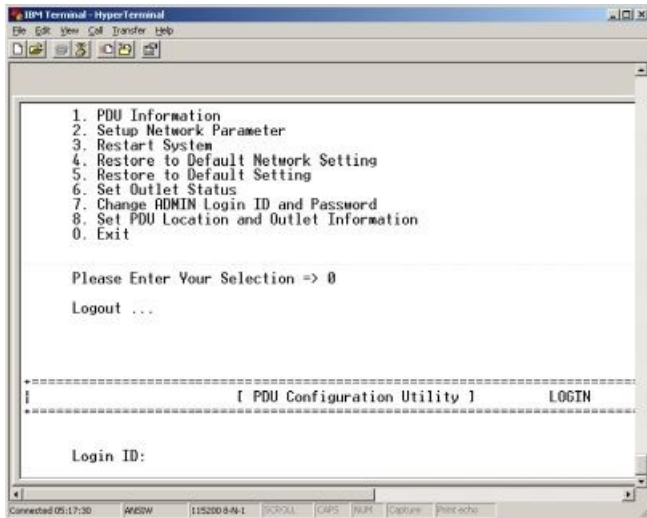 IBM Terminal - HyperTerminal
File Edit View Call Transfer Help
1. PDU Information
2. Setup Network Parameter
3. Restart System
4. Restore to Default Network Setting
5. Restore to Default Setting
6. Set Outlet Status
7. Change ADMIN Login ID and Password
8. Set PDU Location and Outlet Information
0. Exit
Please Enter Your Selection => 0
Logout ...
[ PDU Configuration Utility ] LOGIN
Login ID:
Connected 05:17:30 ANSIW 115200 8-N-1 SCROLL CAPS NUM Capture Print echo